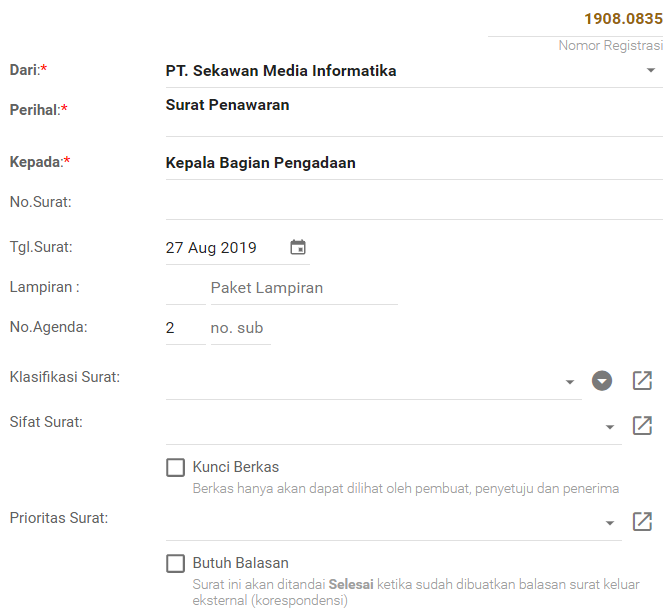 1908.0835
Nomor Registrasi
Dari:* PT. Sekawan Media Informatika
Perihal:* Surat Penawaran
Kepada:* Kepala Bagian Pengadaan
No.Surat:
Tgl.Surat: 27 Aug 2019
Lampiran : Paket Lampiran
No.Agenda: 2 no. sub
Klasifikasi Surat:
Sifat Surat:
Kunci Berkas
Berkas hanya akan dapat dilihat oleh pembuat, penyetuju dan penerima
Prioritas Surat:
Butuh Balasan
Surat ini akan ditandai Selesai ketika sudah dibuatkan balasan surat keluar
eksternal (korespondensi)